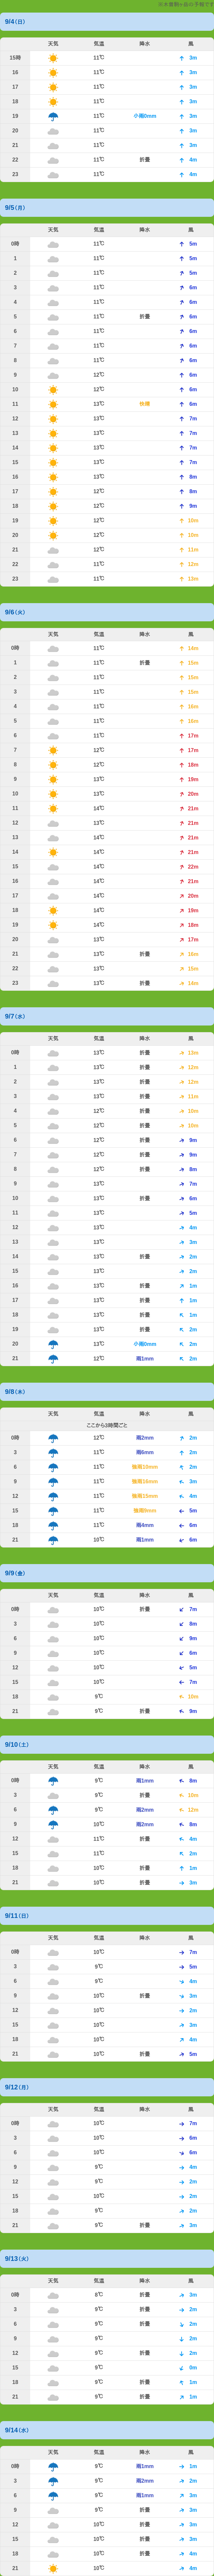 9/4(日)
天気 気温 降水 風
15時 11℃ 3m
16 11℃ 3m
17 11℃ 3m
18 11℃ 3m
19 11℃ 小雨0mm 3m
20 11℃ 3m
21 11℃ 3m
22 11℃ 折畳 4m
23 11℃ 4m
9/5(月)
天気 気温 降水 風
0時 11℃ 5m
1 11℃ 5m
2 11℃ 5m
3 11℃ 6m
4 11℃ 6m
5 11℃ 折畳 6m
6 11℃ 6m
7 11℃ 6m
8 11℃ 6m
9 12℃ 6m
10 12℃ 6m
11 13℃ 6m
12 13℃ 7m
13 13℃ 7m
14 13℃ 7m
15 13℃ 7m
16 13℃ 8m
17 12℃ 8m
18 12℃ 9m
19 12℃ 10m
20 12℃ 10m
21 12℃ 11m
22 11℃ 12m
23 11℃ 13m
9/6(火)
天気 気温 降水 風
0時 11℃ 14m
1 11℃ 折畳 15m
2 11℃ 15m
3 11℃ 15m
4 11℃ 16m
5 11℃ 16m
6 11℃ 17m
7 12℃ 17m
8 12℃ 18m
9 13℃ 19m
10 13℃ 20m
11 14℃ 21m
12 13℃ 21m
13 14℃ 21m
14 14℃ 21m
15 14℃ 22m
16 14℃ 21m
17 14℃ 20m
18 14℃ 19m
19 14℃ 18m
20 13℃ 17m
21 13℃ 折畳 16m
22 13℃ 15m
23 13℃ 折畳 14m
9/7(水)
天気 気温 降水 風
0時 13℃ 折畳 13m
1 13℃ 折畳 12m
2 13℃ 折畳 12m
3 12℃ 折畳 11m
4 12℃ 折畳 10m
5 12℃ 折畳 10m
6 12℃ 折畳 9m
7 12℃ 折畳 9m
8 12℃ 折畳 8m
9 13℃ 7m
10 13℃ 折畳 6m
11 13℃ 5m
12 13℃ 4m
13 13℃ 3m
14 13℃ 折畳 2m
15 13℃ 2m
16 13℃ 折畳 1m
17 13℃ 折畳 1m
18 13℃ 折畳 1m
19 13℃ 折畳 2m
20 13℃ 小雨0mm 2m
21 12℃ 雨1mm 2m
9/8(木)
天気 気温 降水 風
ここから3時間ごと
0時 12℃ 雨2mm 2m
3 11℃ 雨6mm 2m
6 11℃ 強雨10mm 2m
9 11℃ 強雨16mm 3m
12 11℃ 強雨15mm 4m
15 11℃ 強雨9mm 5m
18 11℃ 雨4mm 6m
21 10℃ 雨1mm 6m
9/9(金)
天気 気温 降水 風
0時 10℃ 折畳 7m
3 10℃ 8m
6 10℃ 9m
9 10℃ 6m
12 10℃ 5m
15 10℃ 7m
18 9℃ 10m
21 9℃ 折畳 9m
9/10(土)
天気 気温 降水 風
0時 9℃ 雨1mm 8m
3 9℃ 折畳 10m
6 9℃ 雨2mm 12m
9 10℃ 雨2mm 8m
12 11℃ 折畳 4m
15 11℃ 2m
18 10℃ 折畳 1m
21 10℃ 折畳 3m
9/11(日)
天気 気温 降水 風
0時 10℃ 7m
3 9℃ 5m
6 9℃ 4m
9 10℃ 折畳 3m
12 10℃ 2m
15 10℃ 3m
18 10℃ 4m
21 10℃ 折畳 5m
9/12(月)
天気 気温 降水 風
0時 10℃ 7m
3 10℃ 6m
6 10℃ 6m
9 9℃ 4m
12 9℃ 2m
15 10℃ 2m
18 9℃ 2m
21 9℃ 折畳 3m
9/13(火)
天気 気温 降水 風
0時 8℃ 折畳 3m
3 9℃ 折畳 2m
6 9℃ 折畳 2m
9 9℃ 2m
12 9℃ 折畳 2m
15 9℃ 0m
18 9℃ 折畳 1m
21 9℃ 折畳 1m
9/14(水)
天気 気温 降水 風
0時 9℃ 雨1mm 1m
3 9℃ 雨2mm 2m
6 9℃ 雨1mm 3m
9 9℃ 折畳 3m
12 10℃ 折畳 3m
15 10℃ 折畳 3m
18 10℃ 折畳 4m
21 10℃ 折畳 4m